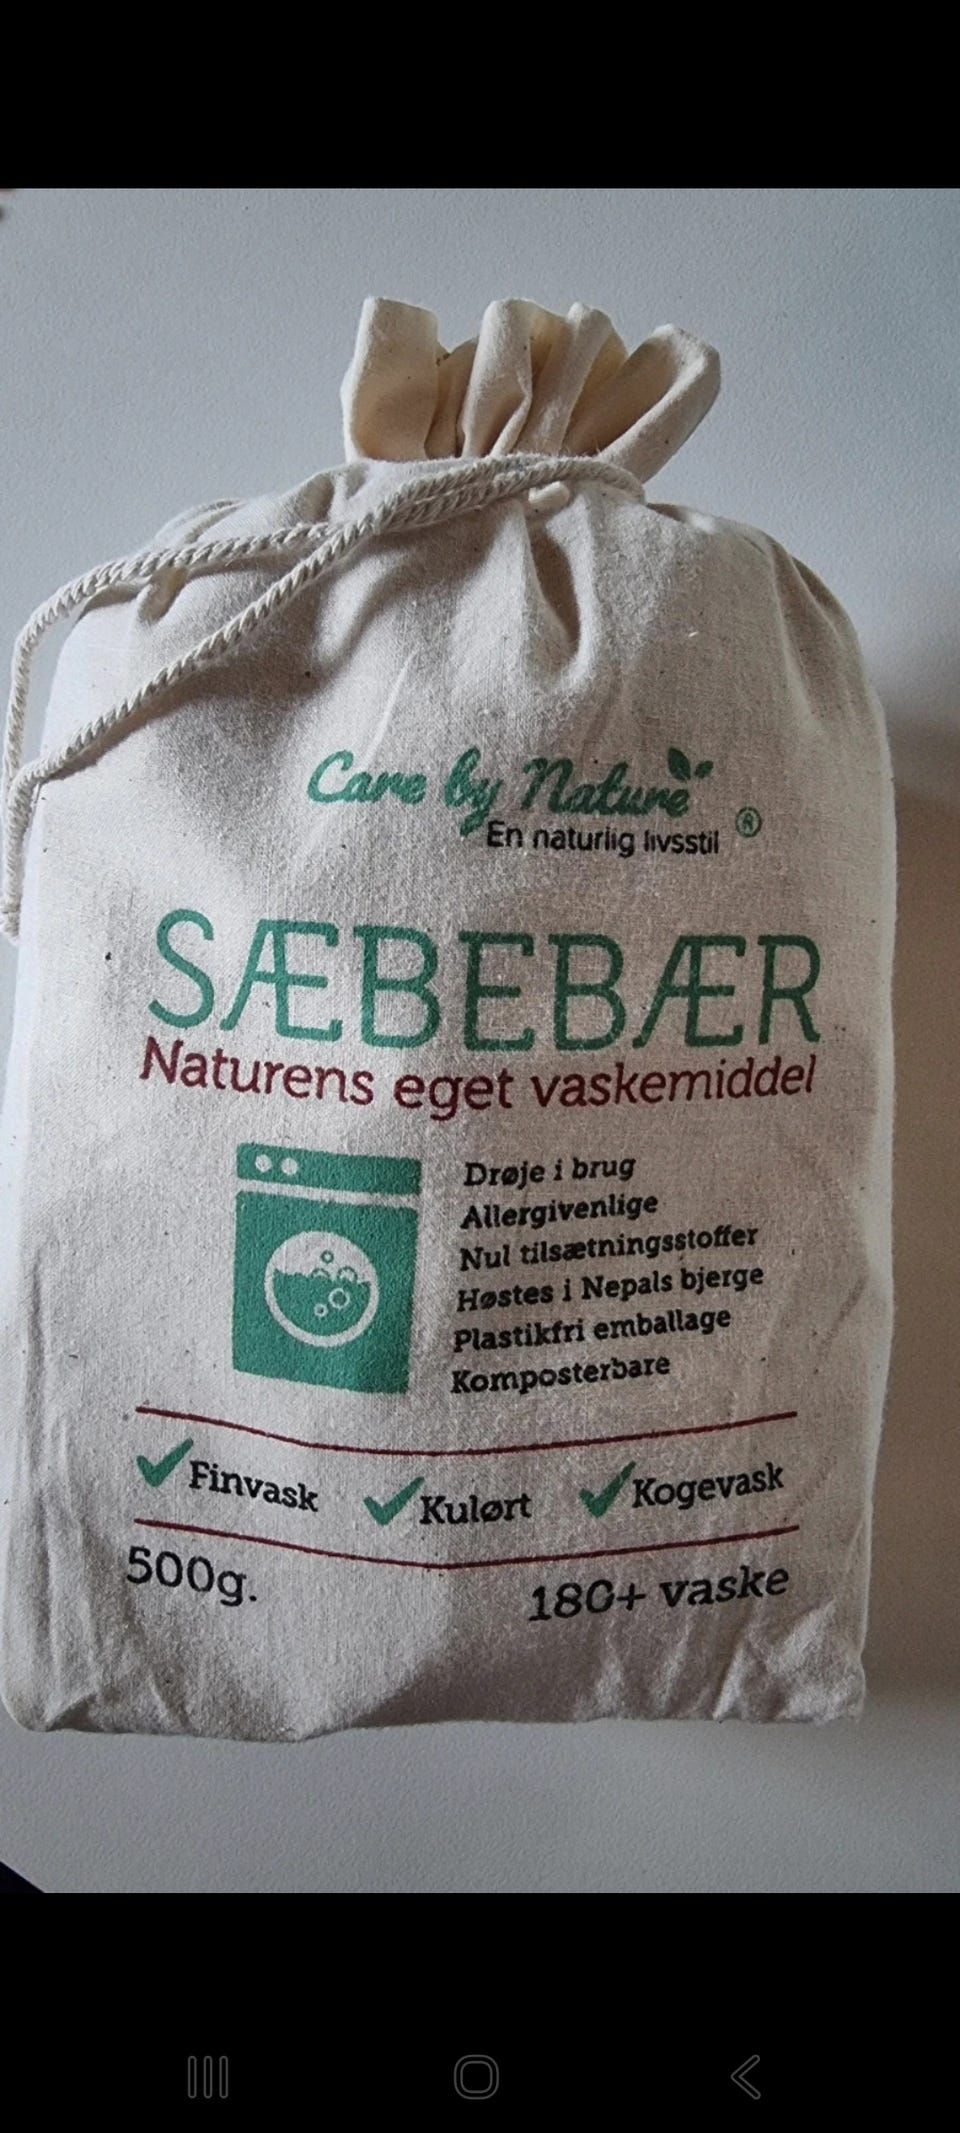 Care by Nature
En naturlig livsstil ®
SÆBEBÆR
Naturens eget vaskemiddel
Drøje i brug
Allergivenlige
Nul tilsætningsstoffer
Høstes i Nepals bjerge
Plastikfri emballage
Komposterbare
Finvask
Kulørt
Kogevask
500g.
180+ vaske